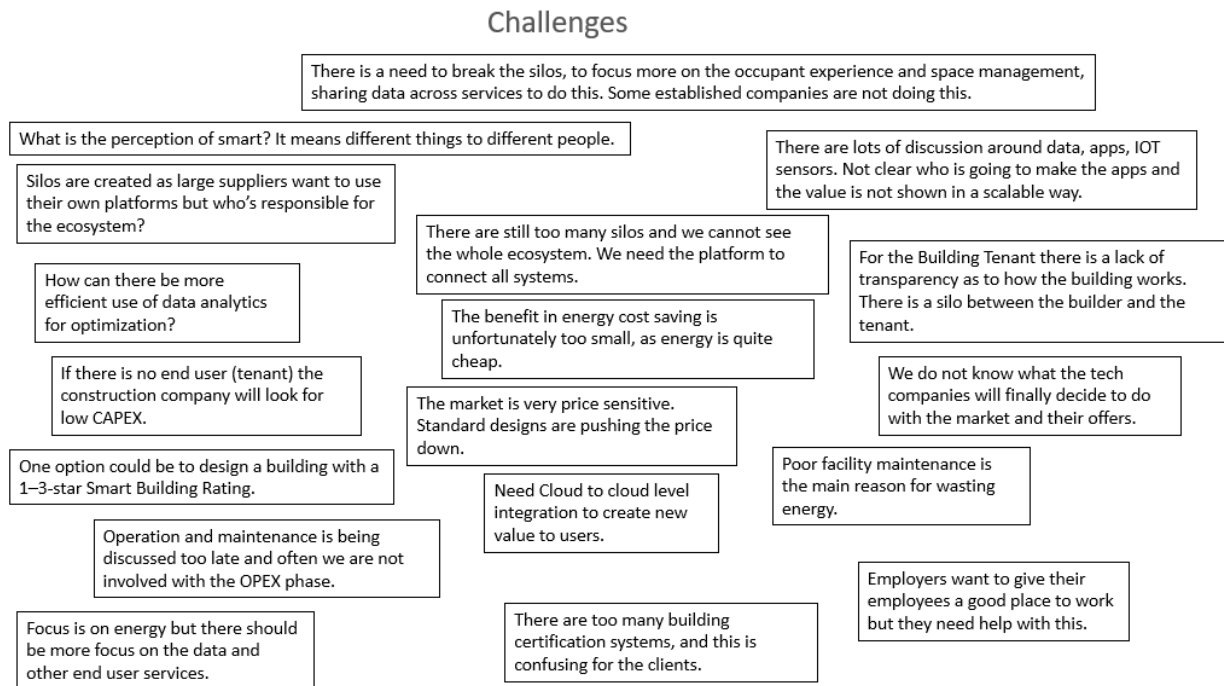 Challenges
There is a need to break the silos, to focus more on the occupant experience and space management,
sharing data across services to do this. Some established companies are not doing this.
What is the perception of smart? It means different things to different people.
There are lots of discussion around data, apps, IOT
sensors. Not clear who is going to make the apps and
the value is not shown in a scalable way.
Silos are created as large suppliers want to use
their own platforms but who's responsible for
the ecosystem?
There are still too many silos and we cannot see
the whole ecosystem. We need the platform to
connect all systems.
For the Building Tenant there is a lack of
transparency as to how the building works.
There is a silo between the builder and the
tenant.
How can there be more
efficient use of data analytics
for optimization?
The benefit in energy cost saving is
unfortunately too small, as energy is quite
cheap.
If there is no end user (tenant) the
construction company will look for
low CAPEX.
We do not know what the tech
companies will finally decide to do
with the market and their offers.
The market is very price sensitive.
Standard designs are pushing the price
down.
One option could be to design a building with a
1–3-star Smart Building Rating.
Poor facility maintenance is
the main reason for wasting
energy.
Need Cloud to cloud level
integration to create new
value to users.
Operation and maintenance is being
discussed too late and often we are not
involved with the OPEX phase.
Employers want to give their
employees a good place to work
but they need help with this.
There are too many building
certification systems, and this is
confusing for the clients.
Focus is on energy but there should
be more focus on the data and
other end user services.